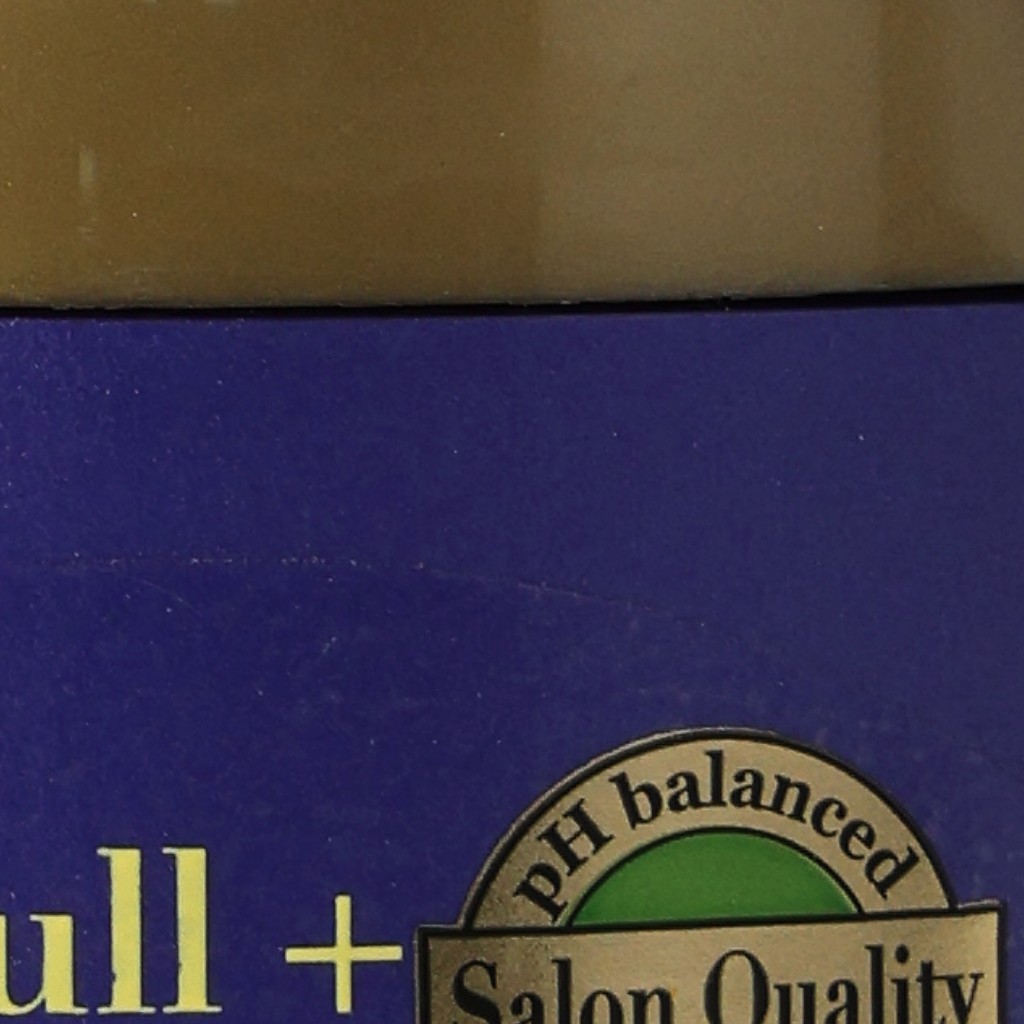 pH balanced
ull +
Salon Quality